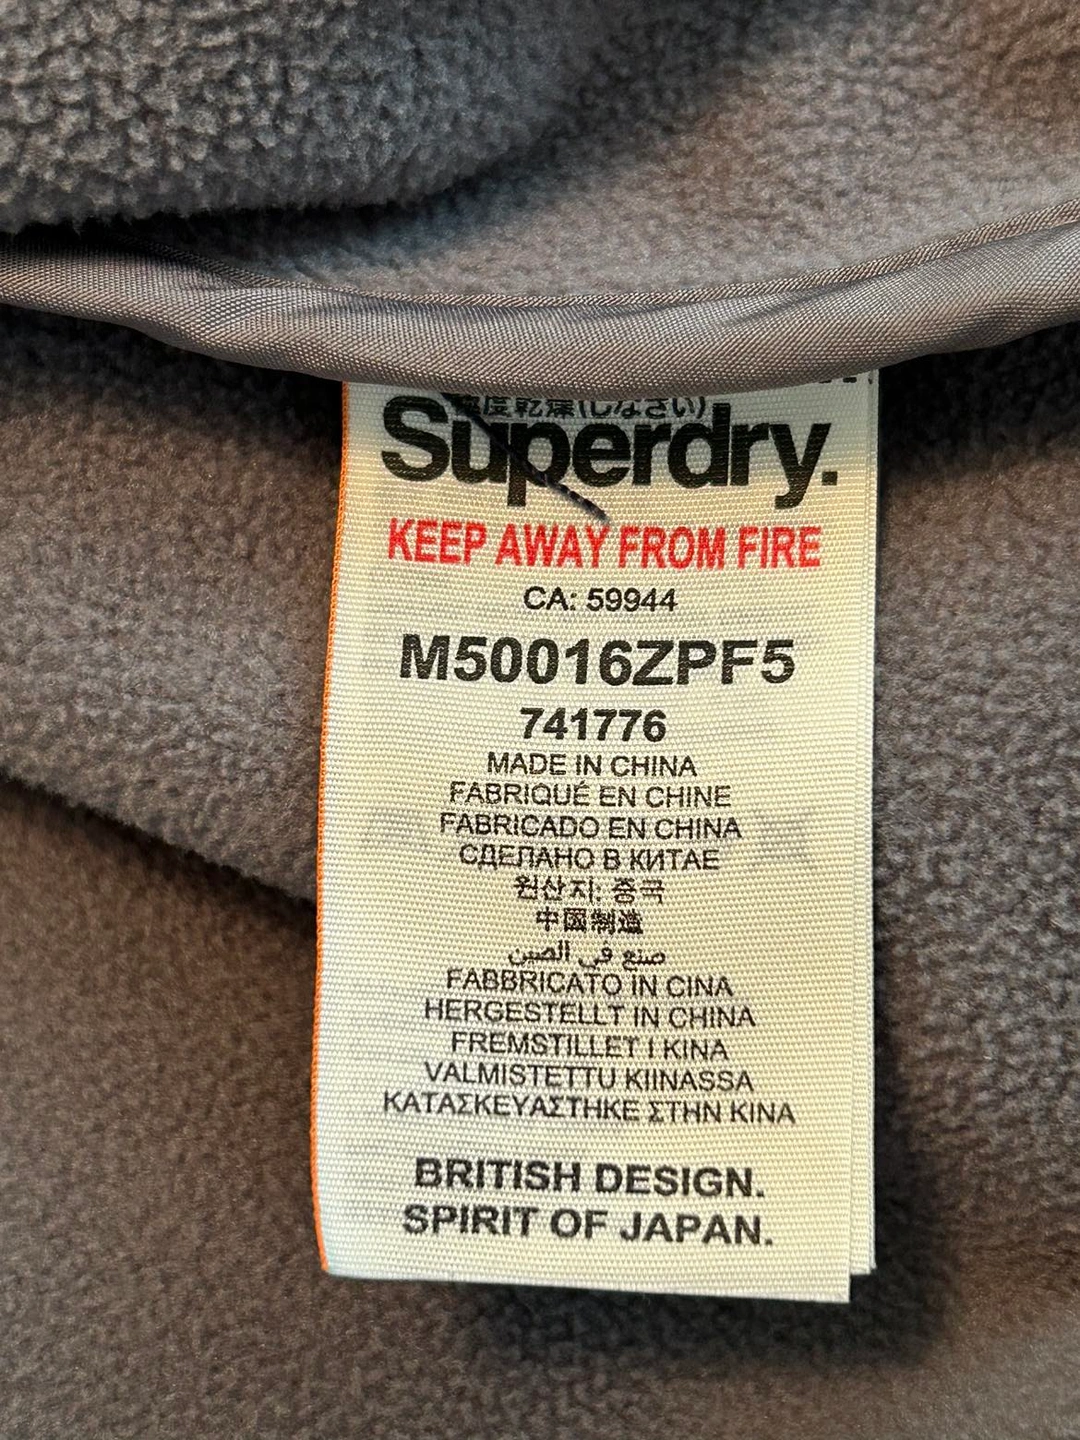 Superdry.
KEEP AWAY FROM FIRE
CA: 59944
M50016ZPF5
741776
MADE IN CHINA
FABRIQUÉ EN CHINE
FABRICADO EN CHINA
СДЕЛАНО В КИТАЕ
원산지: 중국
中国制造
صنع في الصين
FABBRICATO IN CINA
HERGESTELLT IN CHINA
FREMSTILLET I KINA
VALMISTETTU KIINASSA
ΚΑΤΑΣΚΕΥΑΣΤΗΚΕ ΣΤΗΝ ΚΙΝΑ
BRITISH DESIGN.
SPIRIT OF JAPAN.